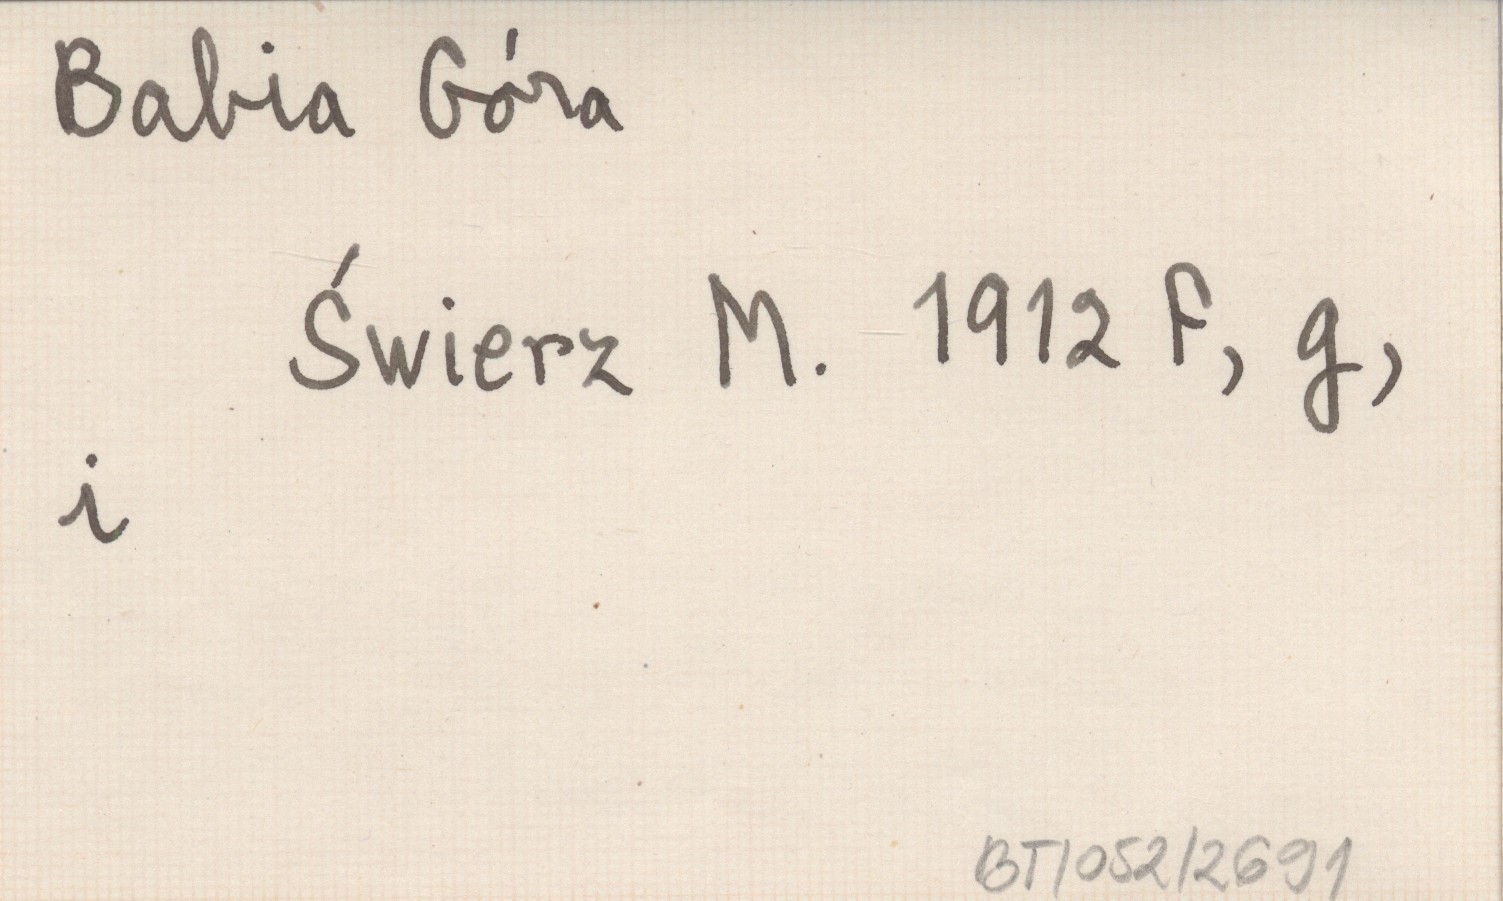 Babia Góra
Świerz M. 1912 f, g,
i
BT/052/2691